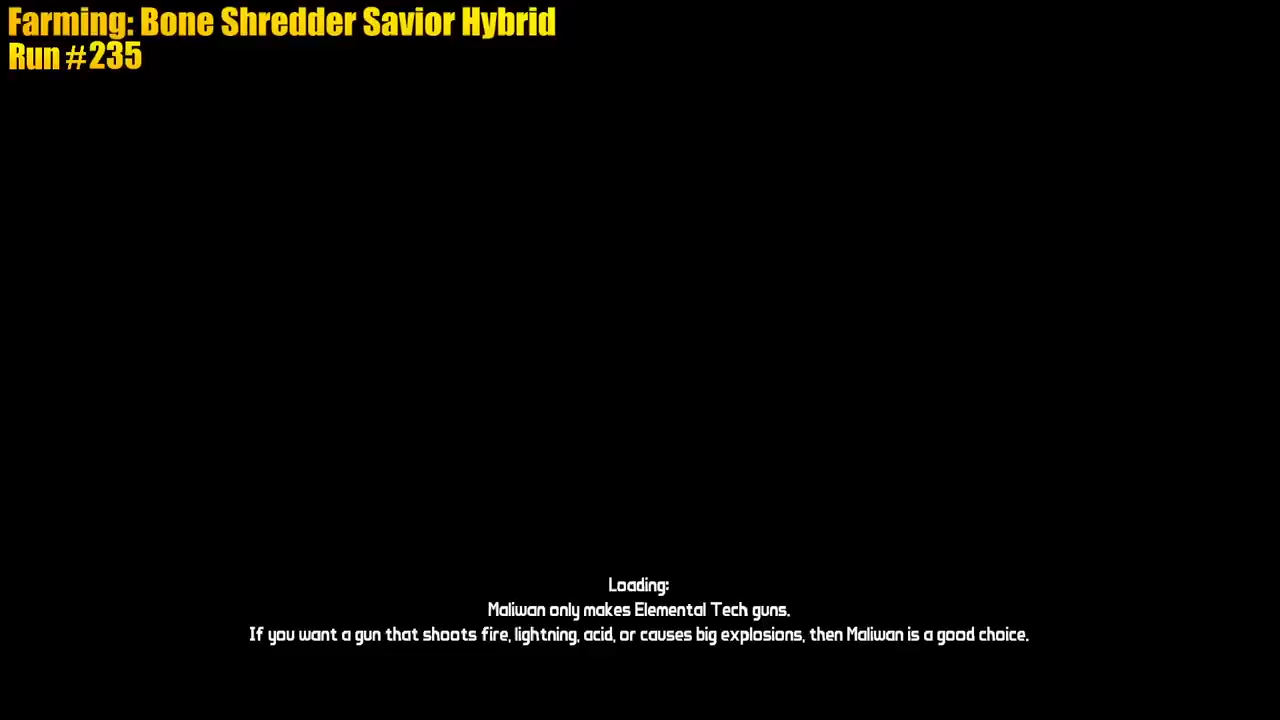 Farming: Bone Shredder Savior Hybrid
Run #235
Loading:
Maliwan only makes Elemental Tech guns.
If you want a gun that shoots fire, lightning, acid, or causes big explosions, then Maliwan is a good choice.